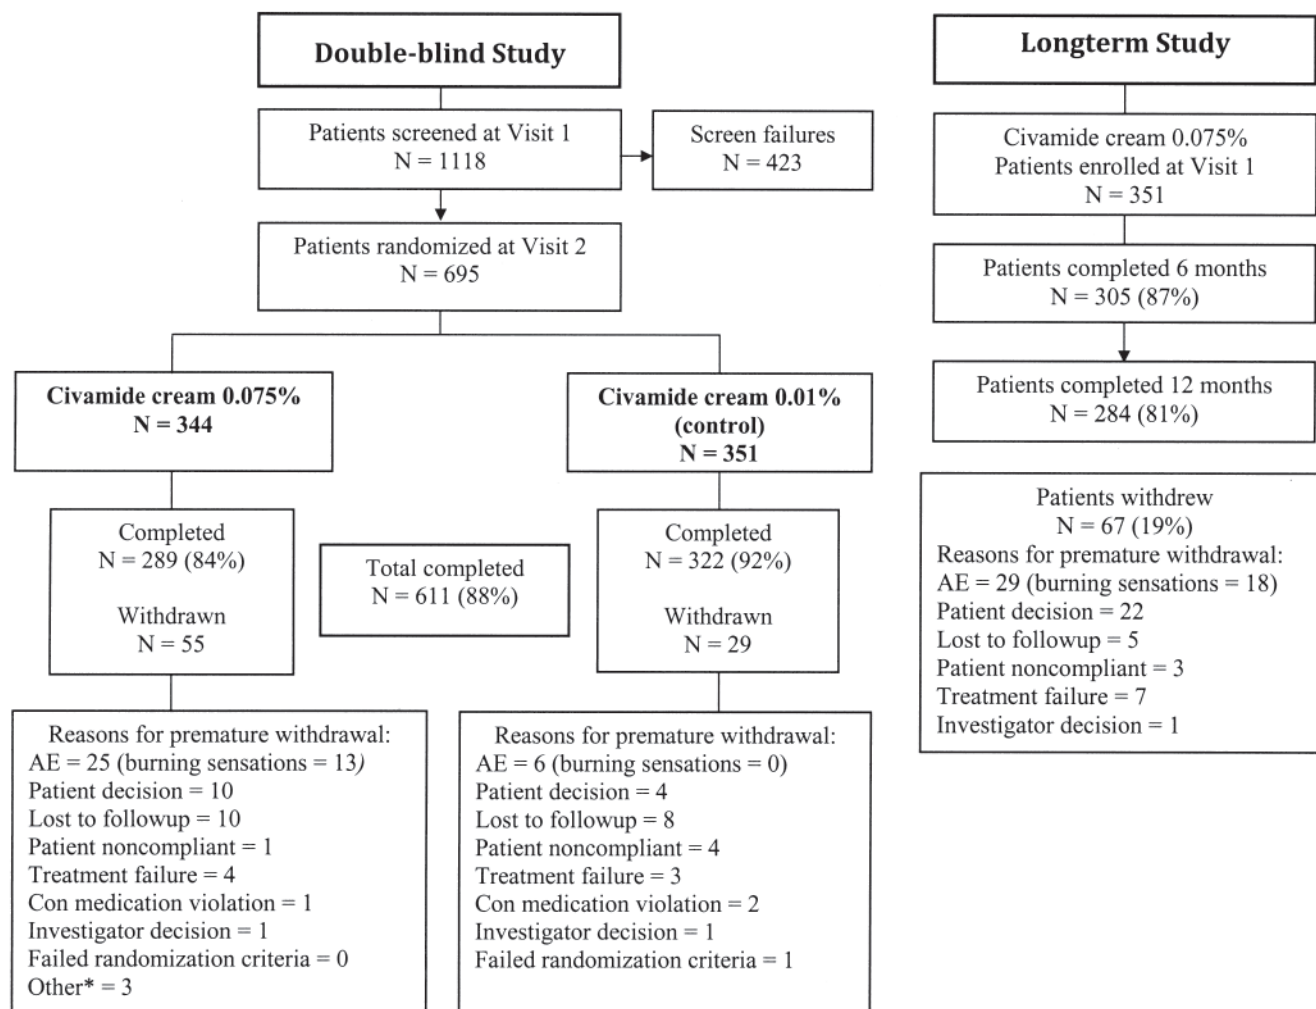 Double-blind Study
Patients screened at Visit 1
N = 1118
Screen failures
N = 423
Patients randomized at Visit 2
N = 695
Civamide cream 0.075%
N = 344
Civamide cream 0.01%
(control)
N = 351
Completed
N = 289 (84%)
Withdrawn
N = 55
Total completed
N = 611 (88%)
Completed
N = 322 (92%)
Withdrawn
N = 29
Reasons for premature withdrawal:
AE = 25 (burning sensations = 13)
Patient decision = 10
Lost to followup = 10
Patient noncompliant = 1
Treatment failure = 4
Con medication violation = 1
Investigator decision = 1
Failed randomization criteria = 0
Other* = 3
Reasons for premature withdrawal:
AE = 6 (burning sensations = 0)
Patient decision = 4
Lost to followup = 8
Patient noncompliant = 4
Treatment failure = 3
Con medication violation = 2
Investigator decision = 1
Failed randomization criteria = 1
Longterm Study
Civamide cream 0.075%
Patients enrolled at Visit 1
N = 351
Patients completed 6 months
N = 305 (87%)
Patients completed 12 months
N = 284 (81%)
Patients withdrew
N = 67 (19%)
Reasons for premature withdrawal:
AE = 29 (burning sensations = 18)
Patient decision = 22
Lost to followup = 5
Patient noncompliant = 3
Treatment failure = 7
Investigator decision = 1